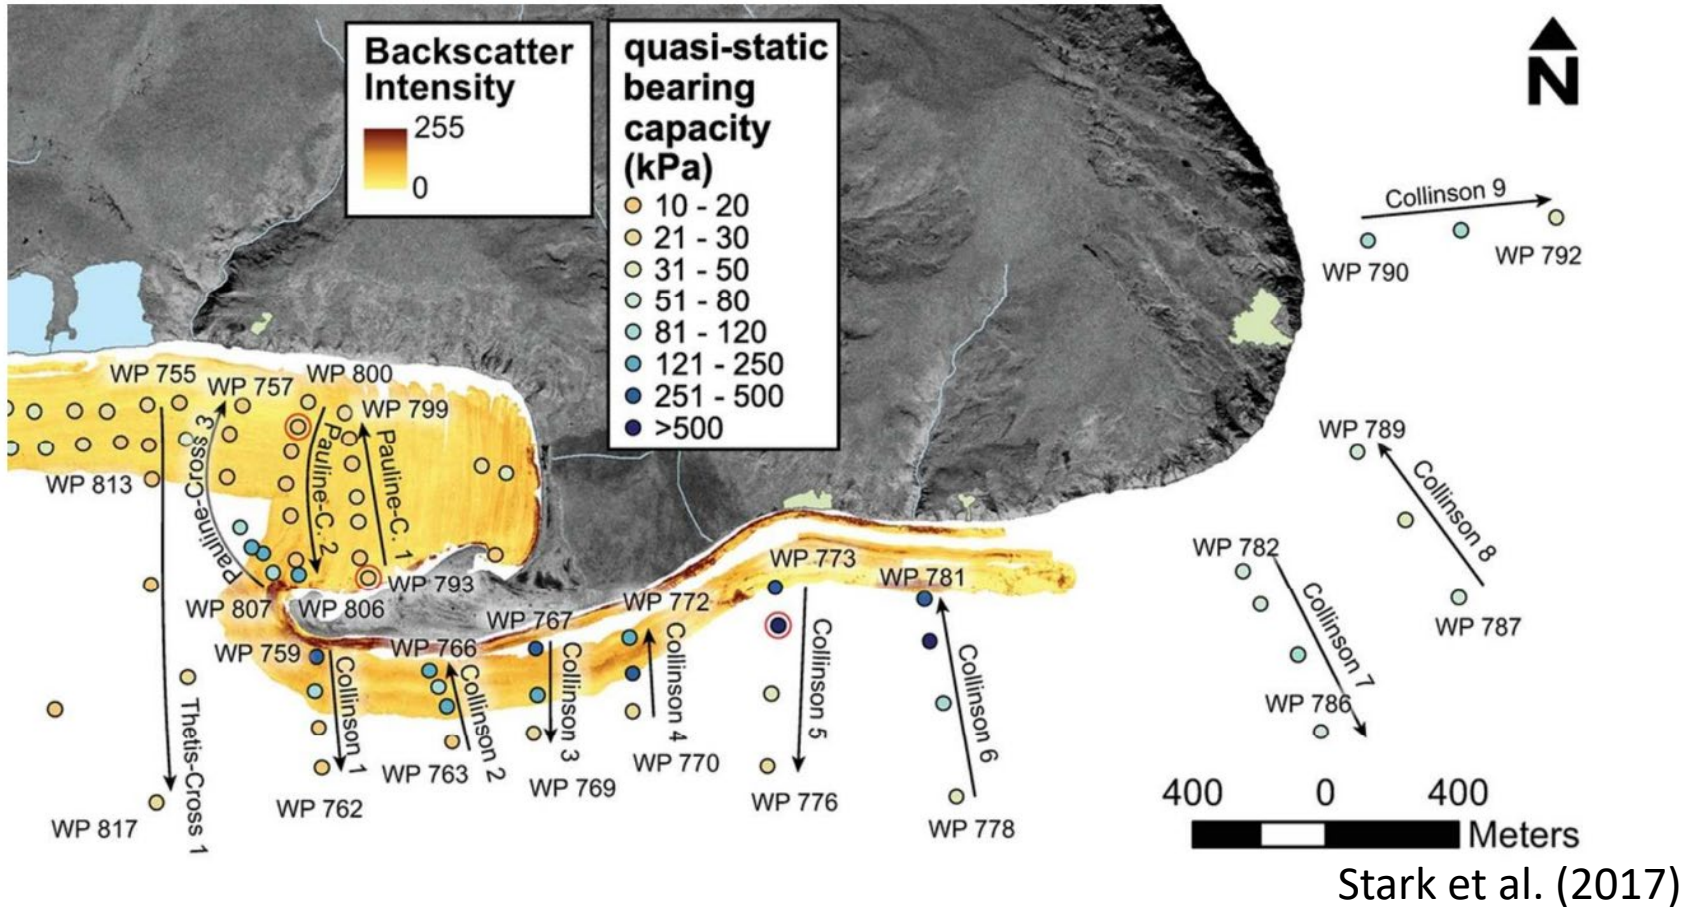 Backscatter
Intensity
255
0
quasi-static
bearing
capacity
(kPa)
10 - 20
21 - 30
31 - 50
51 - 80
81 - 120
121 - 250
251 - 500
>500
N
Collinson 9
WP 790
WP 792
WP 755
WP 757
WP 800
WP 799
Pauline-Cross 3
Pauline-C. 2
Pauline-C. 1
WP 813
WP 789
Collinson 8
WP 782
WP 773
WP 781
WP 793
WP 807
WP 806
WP 767
WP 772
Collinson 7
WP 787
WP 759
WP 766
Collinson 1
Collinson 2
Collinson 3
Collinson 4
Collinson 5
Collinson 6
WP 786
Thetis-Cross 1
WP 763
WP 770
WP 769
WP 762
WP 776
WP 817
WP 778
400
0
400
Meters
Stark et al. (2017)